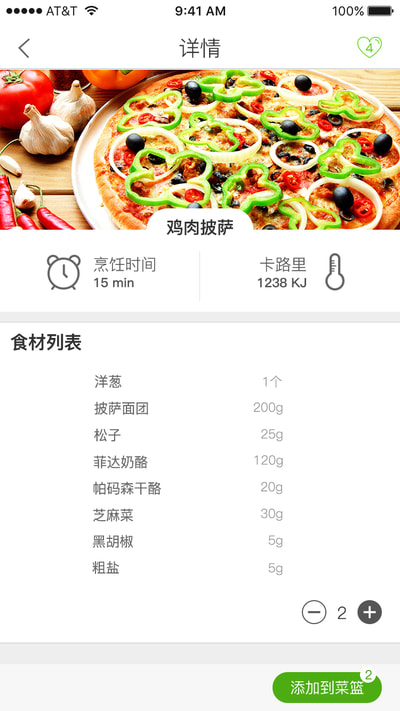 AT&T 9:41 AM 100%
详情 4
鸡肉披萨
烹饪时间 卡路里
15 min 1238 KJ
食材列表
洋葱 1个
披萨面团 200g
松子 25g
菲达奶酪 120g
帕码森干酪 20g
芝麻菜 30g
黑胡椒 5g
粗盐 5g
2
添加到菜篮 2